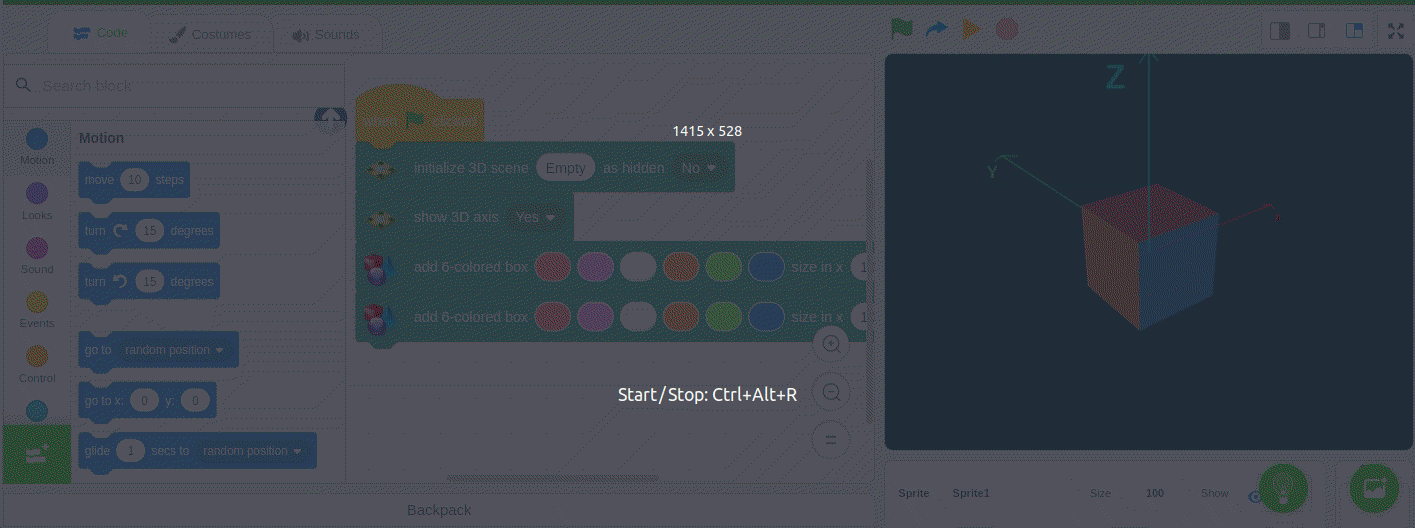 Code Costumes Sounds
Search block
1415 x 528
Motion
Motion
Looks
Sound
Events
Control
move 10 steps
turn 15 degrees
turn 15 degrees
go to random position
go to x: 0 y: 0
glide 1 secs to random position
initialize 3D scene Empty as hidden No
show 3D axis Yes
add 6-colored box size in x 1
add 6-colored box size in x 1
Start/Stop: Ctrl+Alt+R
Backpack
Z
Y
Sprite Sprite1 Size 100 Show